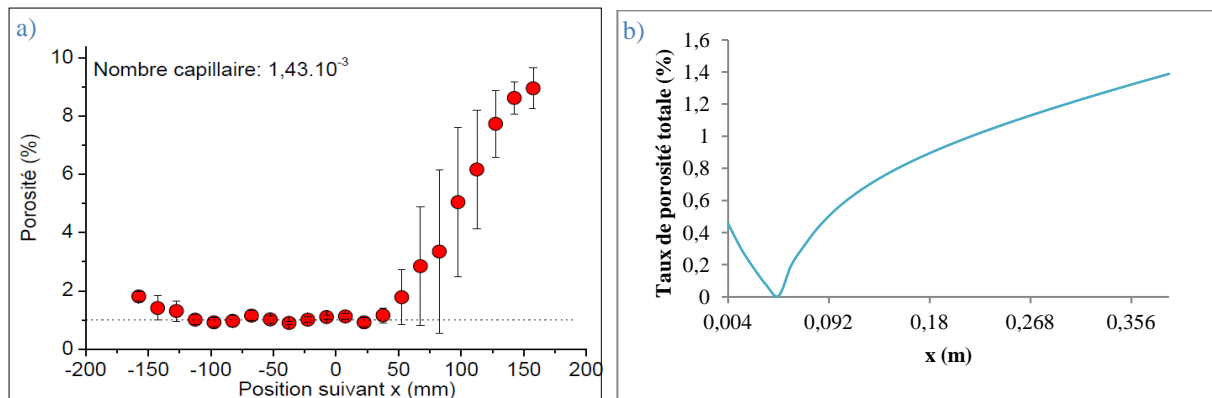 a)
Nombre capillaire: 1,43.10⁻³
Porosité (%)
10
8
6
4
2
0
-200 -150 -100 -50 0 50 100 150 200
Position suivant x (mm)
b)
Taux de porosité totale (%)
1,6
1,4
1,2
1
0,8
0,6
0,4
0,2
0
0,004 0,092 0,18 0,268 0,356
x (m)